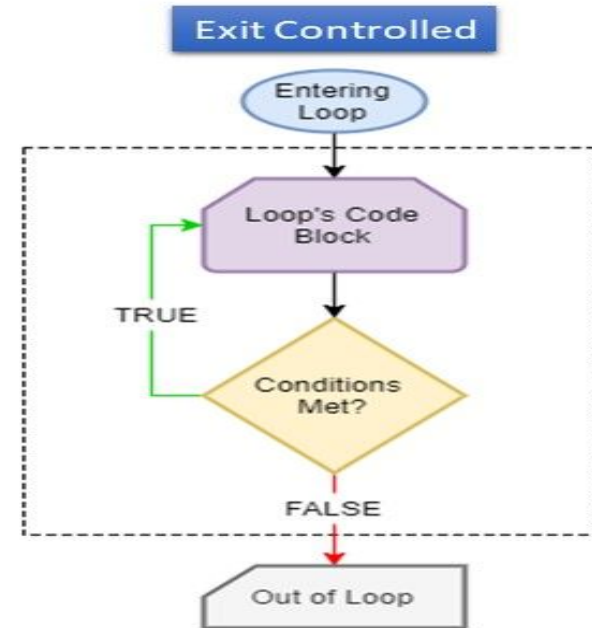 Exit Controlled
Entering
Loop
Loop's Code
Block
TRUE
Conditions
Met?
FALSE
Out of Loop